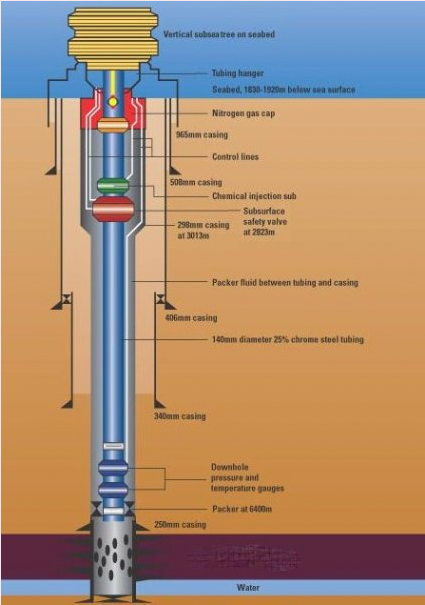 Vertical subseatree on seabed
Tubing hanger
Seabed, 1630-1920m below sea surface
Nitrogen gas cap
965mm casing
Control lines
508mm casing
Chemical injection sub
Subsurface
safety valve
at 2823m
298mm casing
at 3013m
Packer fluid between tubing and casing
406mm casing
140mm diameter 25% chrome steel tubing
340mm casing
Downhole
pressure and
temperature gauges
Packer at 6400m
250mm casing
Water